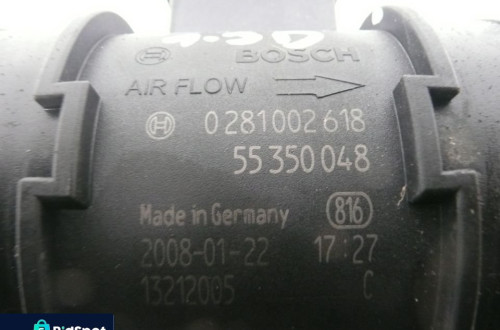 BOSCH
AIR FLOW
0 281 002 618
55 350 048
Made in Germany 816
2008-01-22 17:27
13212005 C
BidSpot